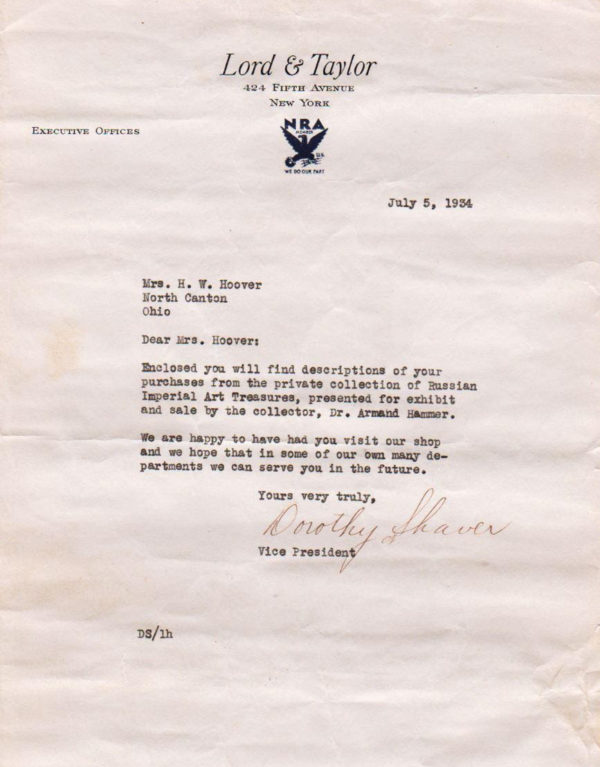 Lord & Taylor
424 Fifth Avenue
New York
Executive Offices
NRA
MEMBER
U.S.
WE DO OUR PART
July 5, 1934
Mrs. H. W. Hoover
North Canton
Ohio
Dear Mrs. Hoover:
Enclosed you will find descriptions of your
purchases from the private collection of Russian
Imperial Art Treasures, presented for exhibit
and sale by the collector, Dr. Armand Hammer.
We are happy to have had you visit our shop
and we hope that in some of our own many de-
partments we can serve you in the future.
Yours very truly,
Dorothy Shaver
Vice President
DS/lh